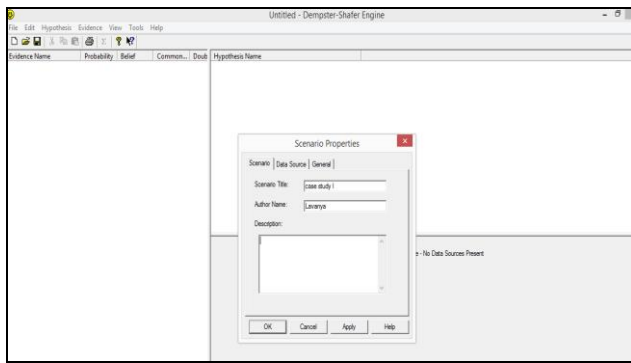 Untitled - Dempster-Shafer Engine
File Edit Hypothesis Evidence View Tools Help
Evidence Name Probability Belief Common... Doub Hypothesis Name
Scenario Properties
Scenario Data Source General
Scenario Title: case study I
Author Name: Lavanya
Description:
e - No Data Sources Present
OK Cancel Apply Help